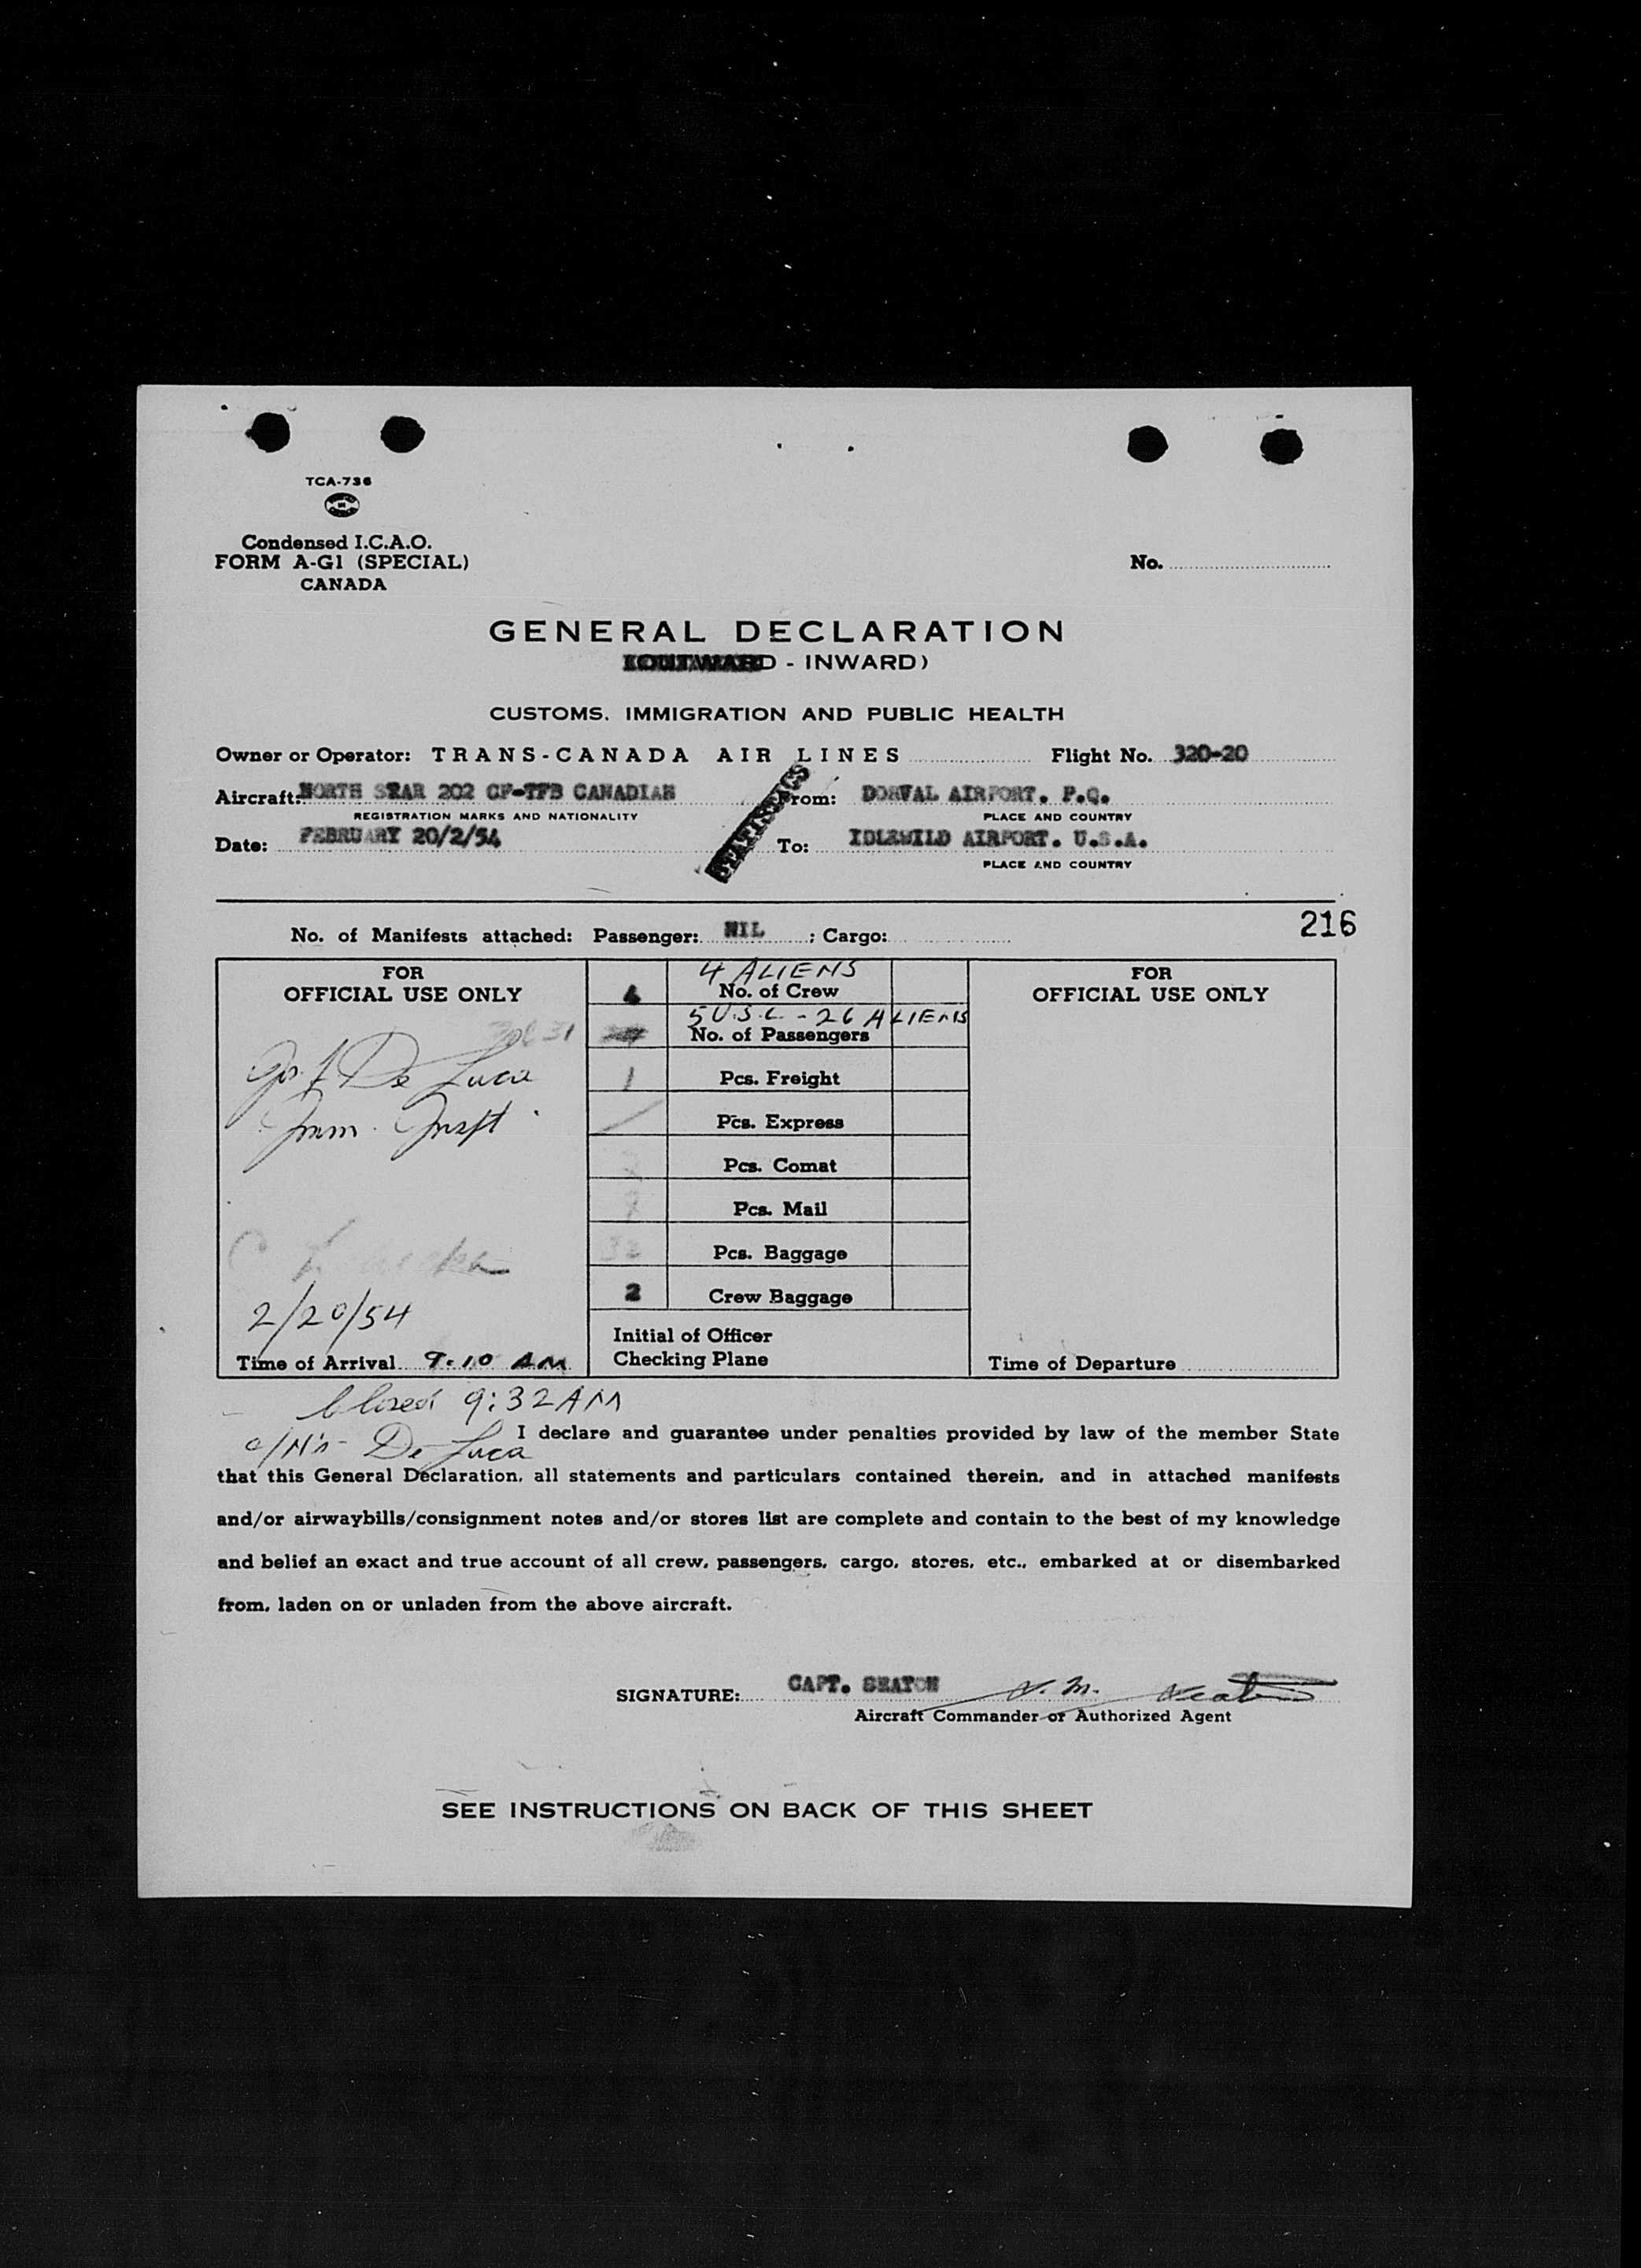 TCA-736
Condensed I.C.A.O.
FORM A-G1 (SPECIAL)
CANADA
No.
GENERAL DECLARATION
(OUTWARD - INWARD)
CUSTOMS, IMMIGRATION AND PUBLIC HEALTH
Owner or Operator: TRANS-CANADA AIR LINES Flight No. 320-20
Aircraft: NORTH STAR 202 CF-TFB CANADIAN From: DORVAL AIRPORT. P.Q.
REGISTRATION MARKS AND NATIONALITY PLACE AND COUNTRY
STATISTICS
Date: FEBRUARY 20/2/54 To: IDLEWILD AIRPORT. U.S.A.
PLACE AND COUNTRY
216
No. of Manifests attached: Passenger: NIL ; Cargo:
FOR
OFFICIAL USE ONLY
De Luca
Imm. Inspt.
2/20/54
Time of Arrival 9.10 AM
4 ALIENS
4 No. of Crew
5 U.S.C. - 26 ALIENS
No. of Passengers
1 Pcs. Freight
Pcs. Express
Pcs. Comat
Pcs. Mail
32 Pcs. Baggage
2 Crew Baggage
Initial of Officer
Checking Plane
FOR
OFFICIAL USE ONLY
Time of Departure
Closed 9:32 AM
De Luca
I declare and guarantee under penalties provided by law of the member State
that this General Declaration, all statements and particulars contained therein, and in attached manifests
and/or airwaybills/consignment notes and/or stores list are complete and contain to the best of my knowledge
and belief an exact and true account of all crew, passengers, cargo, stores, etc., embarked at or disembarked
from, laden on or unladen from the above aircraft.
SIGNATURE: CAPT. SEATON
Aircraft Commander or Authorized Agent
SEE INSTRUCTIONS ON BACK OF THIS SHEET